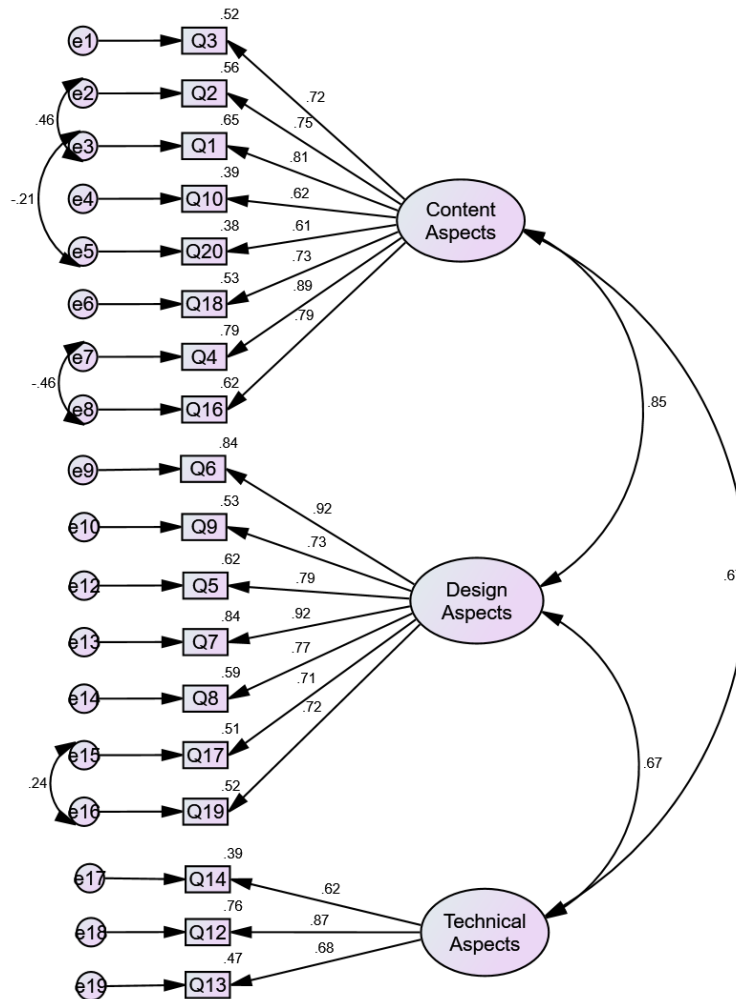 .52
e1 Q3
.56
.72
e2 Q2
.75
.46
.65
e3 Q1
.81
.39
-.21
e4 Q10
.62
Content
Aspects
.38
.61
e5 Q20
.73
.53
.89
e6 Q18
.79
.79
e7 Q4
-.46
.62
e8 Q16
.85
.84
e9 Q6
.92
.53
e10 Q9
.73
.62
.79
e12 Q5
Design
Aspects
.84
.92
e13 Q7
.77
.59
.71
e14 Q8
.72
.51
e15 Q17
.67
.24
.52
e16 Q19
.39
e17 Q14
.62
.76
.87
e18 Q12
Technical
Aspects
.68
.47
e19 Q13